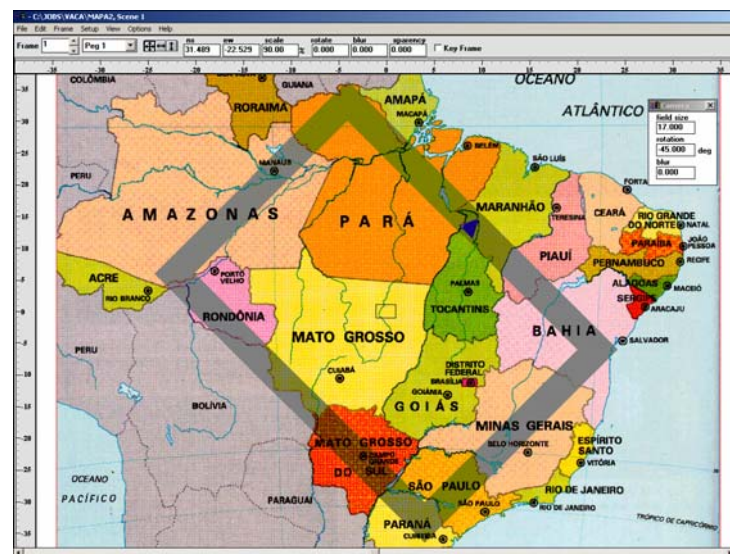 - C:\JOBS\VACA\MAPA2, Scene 1
File Edit Frame Setup View Options Help
ns ew scale rotate blur
Frame 1 Peg 1 31.489 -22.529 90.00 % 0.000 0.000 0.000 Key Frame
field size
17.000
rotation
-45.000 deg
blur
0.000
COLÔMBIA
GUIANA
OCEANO
ATLÂNTICO
RORAIMA
AMAPÁ
MACAPÁ
BELÉM
SÃO LUÍS
MANAUS
PERU
AMAZONAS
PARÁ
MARANHÃO
TERESINA
CEARÁ
RIO GRANDE
DO NORTE
NATAL
JOÃO
PESSOA
PARAÍBA
PIAUÍ
PERNAMBUCO
RECIFE
ACRE
RIO BRANCO
PORTO
VELHO
PALMAS
TOCANTINS
ALAGOAS
MACEIÓ
SERGIPE
ARACAJU
RONDÔNIA
MATO GROSSO
BAHIA
SALVADOR
PERU
CUIABÁ
DISTRITO
FEDERAL
BRASÍLIA
GOIÂNIA
BOLÍVIA
GOIÁS
MINAS GERAIS
MATO GROSSO
DO SUL
CAMPO
GRANDE
BELO HORIZONTE
ESPÍRITO
SANTO
VITÓRIA
OCEANO
PACÍFICO
SÃO PAULO
SÃO PAULO
RIO DE JANEIRO
RIO DE JANEIRO
PARAGUAI
PARANÁ
CURITIBA
TRÓPICO DE CAPRICÓRNIO